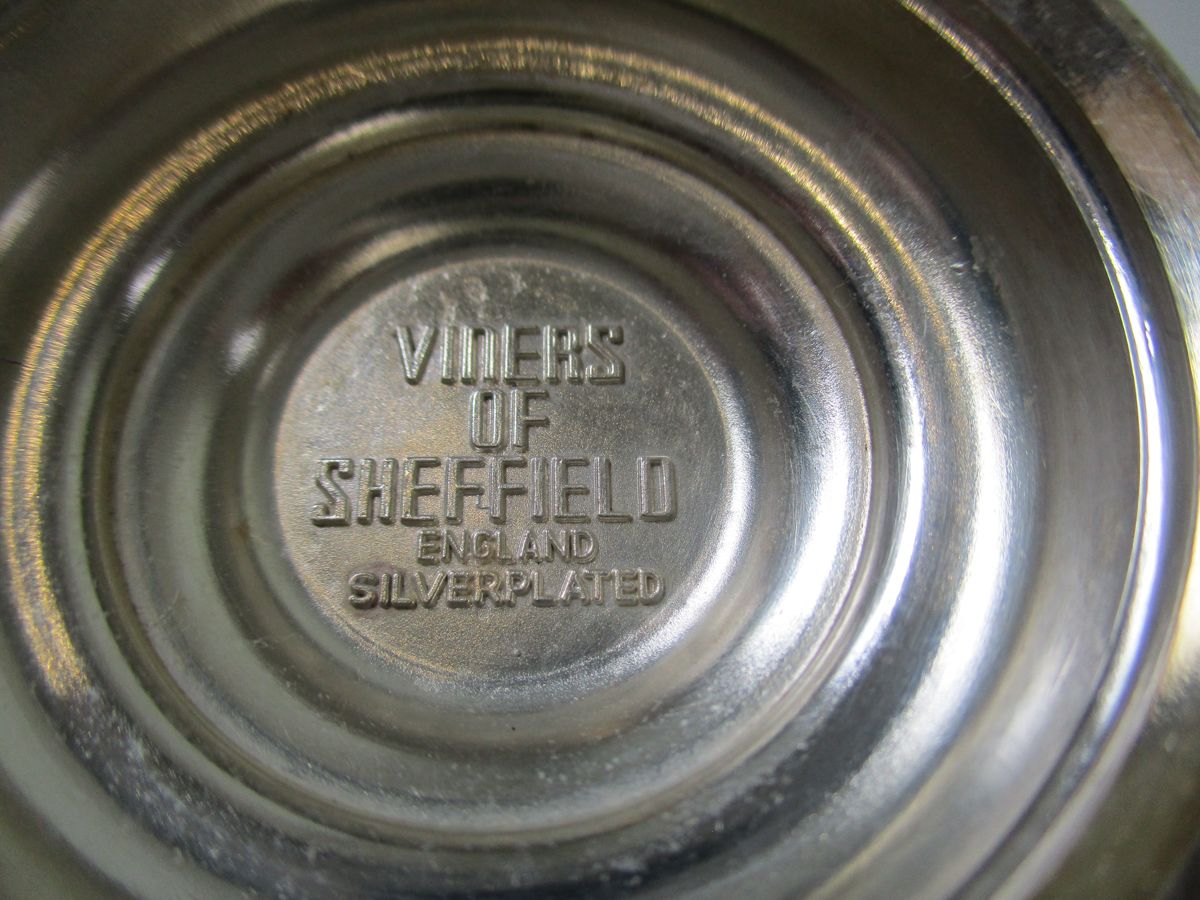 VINERS
OF
SHEFFIELD
ENGLAND
SILVERPLATED